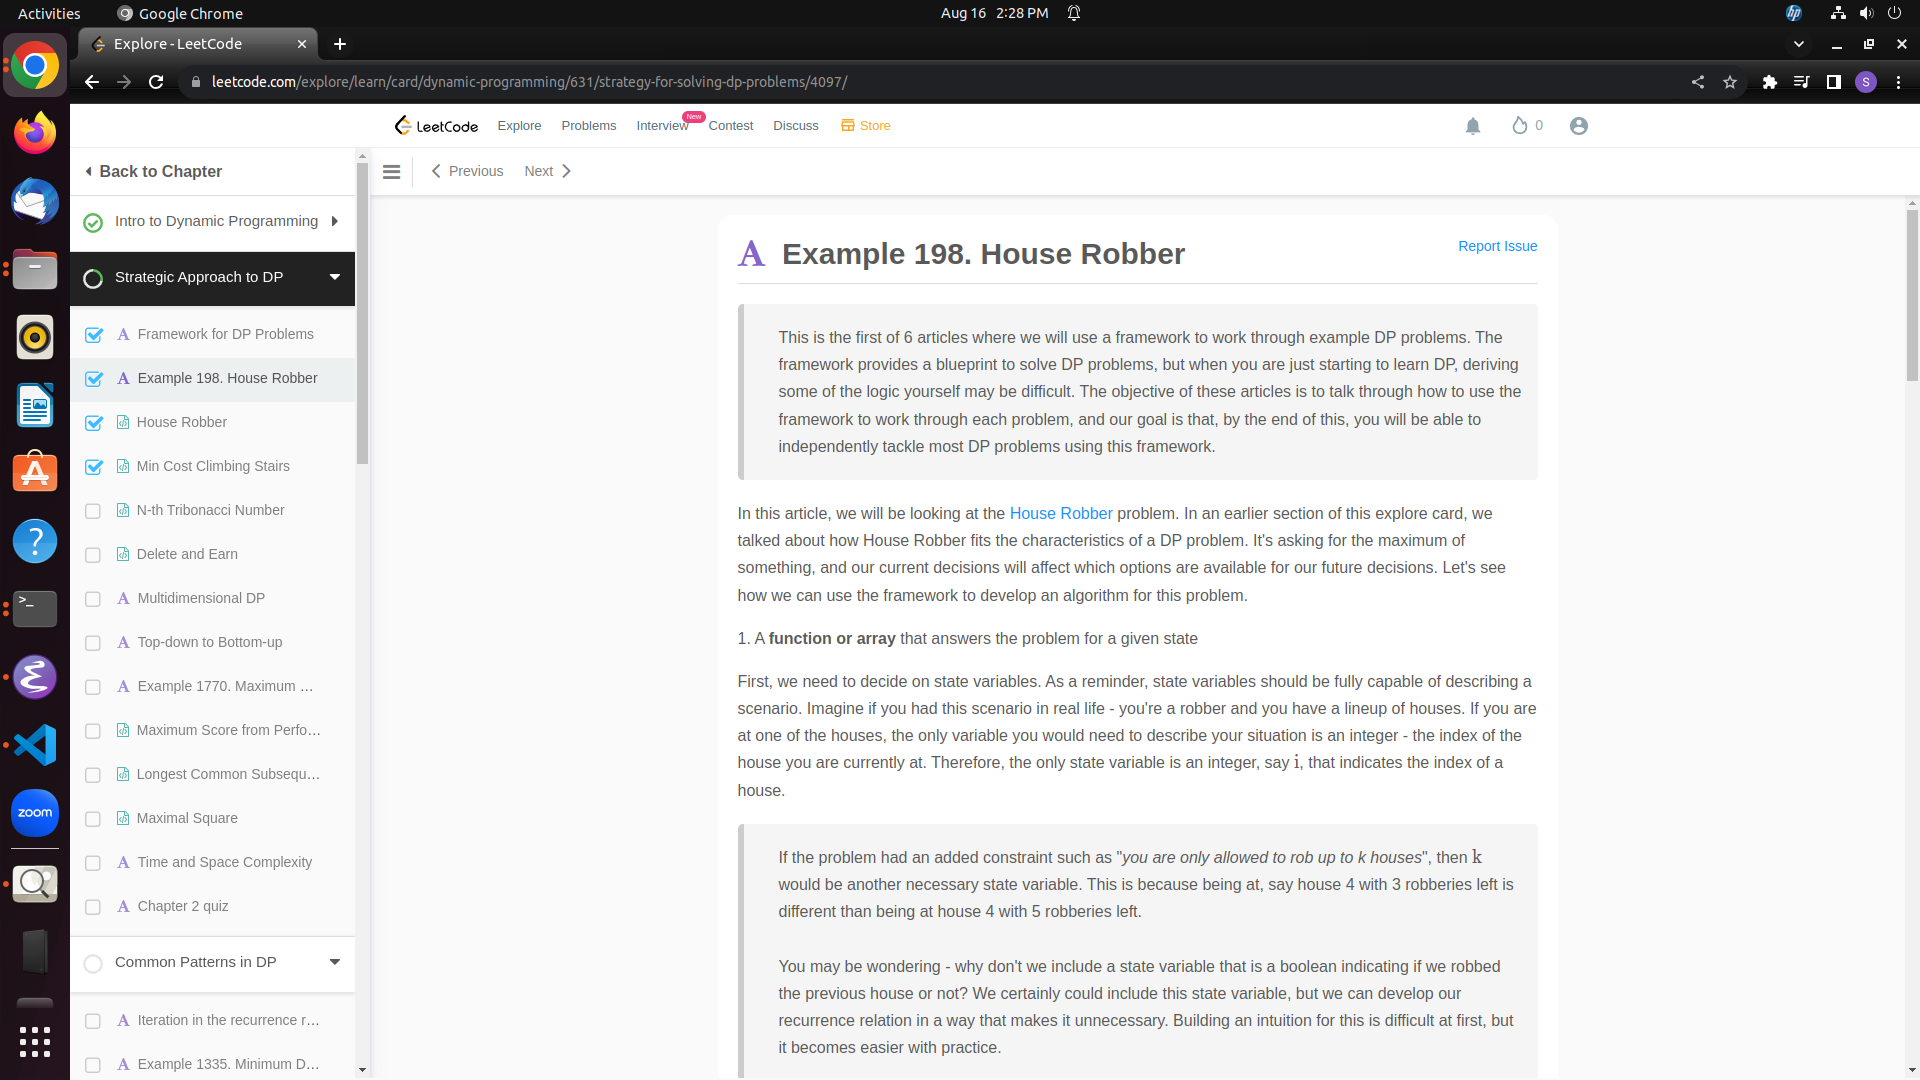 Activities
Google Chrome
Aug 16 2:28 PM
hp
Explore - LeetCode
leetcode.com/explore/learn/card/dynamic-programming/631/strategy-for-solving-dp-problems/4097/
S
LeetCode
Explore
Problems
Interview
New
Contest
Discuss
Store
0
Back to Chapter
Previous
Next
Intro to Dynamic Programming
Strategic Approach to DP
A Framework for DP Problems
A Example 198. House Robber
House Robber
Min Cost Climbing Stairs
N-th Tribonacci Number
Delete and Earn
A Multidimensional DP
A Top-down to Bottom-up
A Example 1770. Maximum ...
Maximum Score from Perfo...
Longest Common Subsequ...
Maximal Square
A Time and Space Complexity
A Chapter 2 quiz
Common Patterns in DP
A Iteration in the recurrence r...
A Example 1335. Minimum D...
zoom
A Example 198. House Robber
Report Issue
This is the first of 6 articles where we will use a framework to work through example DP problems. The
framework provides a blueprint to solve DP problems, but when you are just starting to learn DP, deriving
some of the logic yourself may be difficult. The objective of these articles is to talk through how to use the
framework to work through each problem, and our goal is that, by the end of this, you will be able to
independently tackle most DP problems using this framework.
In this article, we will be looking at the House Robber problem. In an earlier section of this explore card, we
talked about how House Robber fits the characteristics of a DP problem. It's asking for the maximum of
something, and our current decisions will affect which options are available for our future decisions. Let's see
how we can use the framework to develop an algorithm for this problem.
1. A function or array that answers the problem for a given state
First, we need to decide on state variables. As a reminder, state variables should be fully capable of describing a
scenario. Imagine if you had this scenario in real life - you're a robber and you have a lineup of houses. If you are
at one of the houses, the only variable you would need to describe your situation is an integer - the index of the
house you are currently at. Therefore, the only state variable is an integer, say i, that indicates the index of a
house.
If the problem had an added constraint such as "you are only allowed to rob up to k houses", then k
would be another necessary state variable. This is because being at, say house 4 with 3 robberies left is
different than being at house 4 with 5 robberies left.
You may be wondering - why don't we include a state variable that is a boolean indicating if we robbed
the previous house or not? We certainly could include this state variable, but we can develop our
recurrence relation in a way that makes it unnecessary. Building an intuition for this is difficult at first, but
it becomes easier with practice.